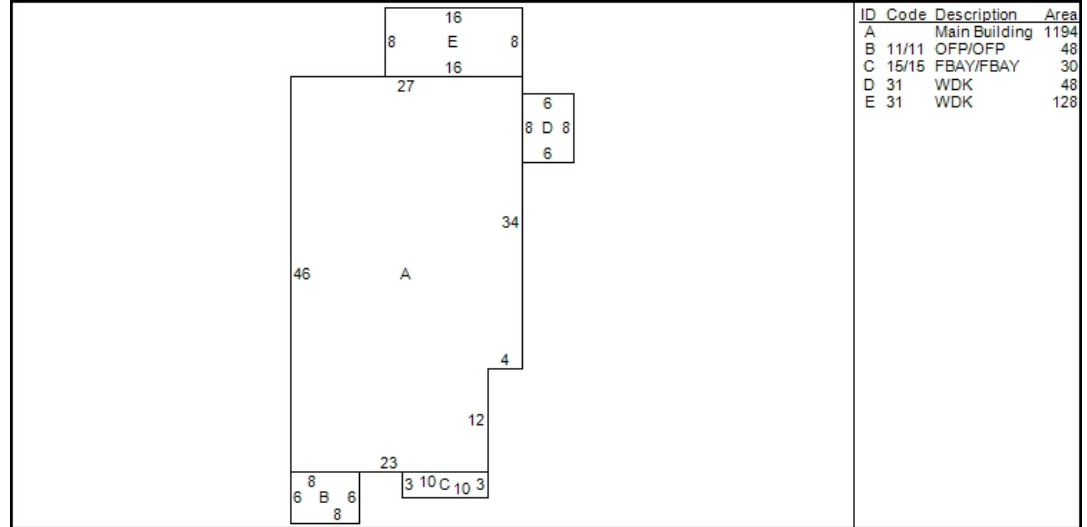 16
8 E 8
16
27
6
8 D 8
6
34
46 A
4
12
23
8
6 B 6
8
3 10 C 10 3
ID Code Description Area
A Main Building 1194
B 11/11 OFP/OFP 48
C 15/15 FBAY/FBAY 30
D 31 WDK 48
E 31 WDK 128